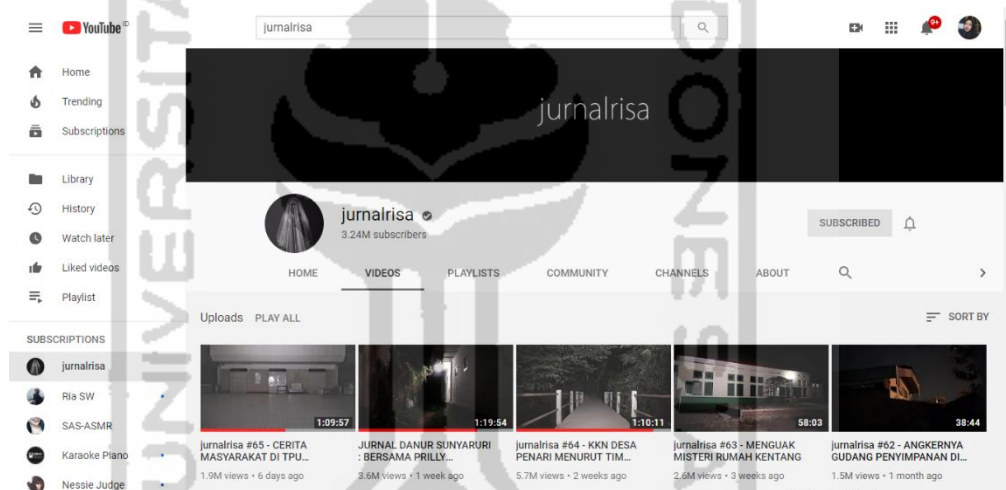 YouTube ID
jurnalrisa
9+
Home
Trending
Subscriptions
Library
History
Watch later
Liked videos
Playlist
SUBSCRIPTIONS
jurnalrisa
Ria SW
SAS-ASMR
Karaoke Piano
Nessie Judge
jurnalrisa
jurnalrisa
3.24M subscribers
SUBSCRIBED
HOME VIDEOS PLAYLISTS COMMUNITY CHANNELS ABOUT
Uploads PLAY ALL
SORT BY
1:09:57
jurnalrisa #65 - CERITA
MASYARAKAT DI TPU...
1.9M views • 6 days ago
1:19:54
JURNAL DANUR SUNYARURI
: BERSAMA PRILLY...
3.6M views • 1 week ago
1:10:11
jurnalrisa #64 - KKN DESA
PENARI MENURUT TIM...
5.7M views • 2 weeks ago
58:03
jurnalrisa #63 - MENGUAK
MISTERI RUMAH KENTANG
2.6M views • 3 weeks ago
38:44
jurnalrisa #62 - ANGKERNYA
GUDANG PENYIMPANAN DI...
1.5M views • 1 month ago